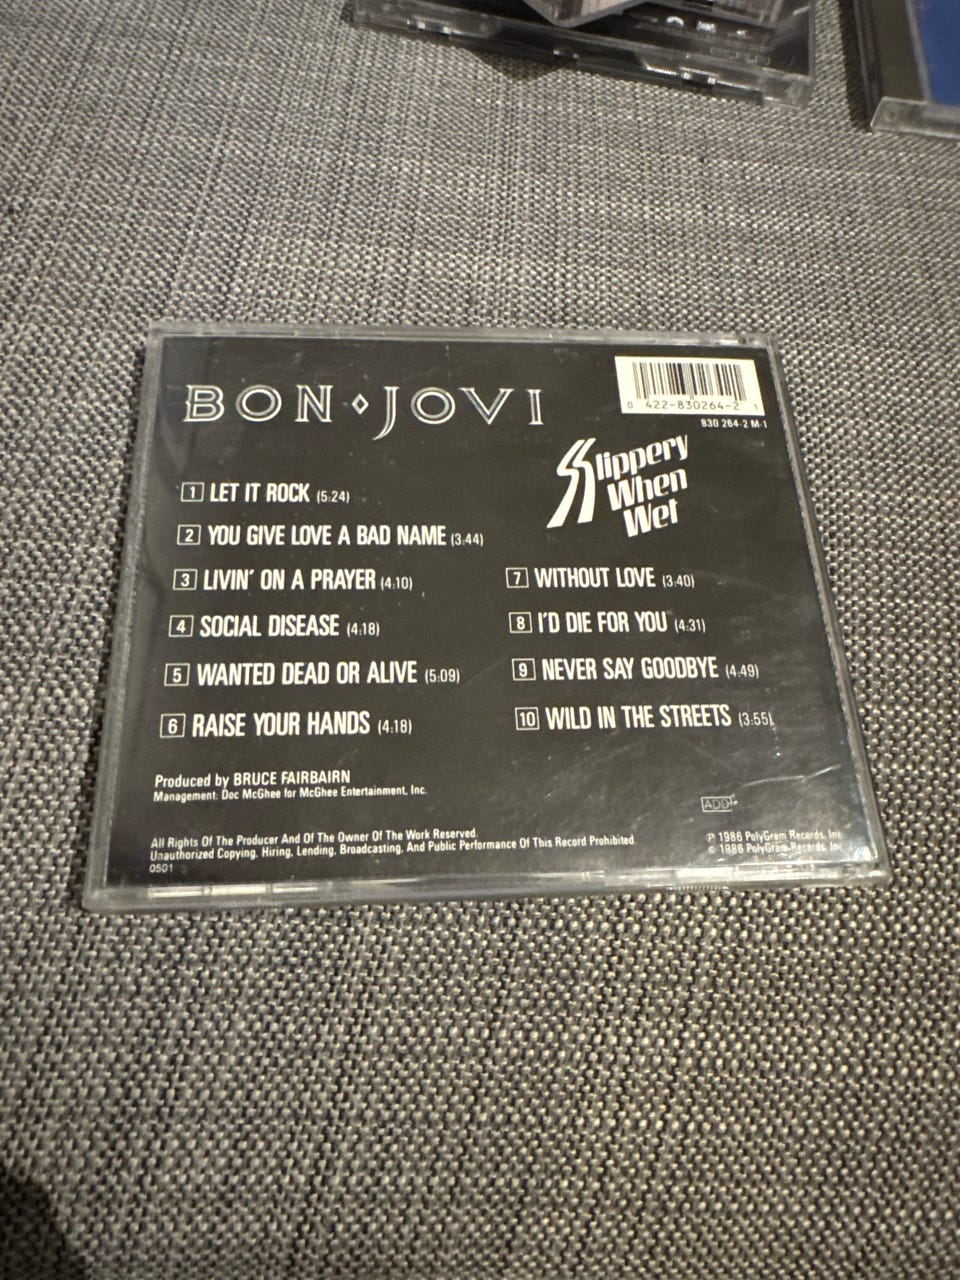 BON◇JOVI
0 422-830264-2 1
830 264-2 M-1
Slippery
When
Wet
1 LET IT ROCK (5:24)
2 YOU GIVE LOVE A BAD NAME (3:44)
3 LIVIN' ON A PRAYER (4:10)
4 SOCIAL DISEASE (4:18)
5 WANTED DEAD OR ALIVE (5:09)
6 RAISE YOUR HANDS (4:18)
7 WITHOUT LOVE (3:40)
8 I'D DIE FOR YOU (4:31)
9 NEVER SAY GOODBYE (4:49)
10 WILD IN THE STREETS (3:55)
Produced by BRUCE FAIRBAIRN
Management: Doc McGhee for McGhee Entertainment, Inc.
ADD
All Rights Of The Producer And Of The Owner Of The Work Reserved.
Unauthorized Copying, Hiring, Lending, Broadcasting, And Public Performance Of This Record Prohibited.
0501
℗ 1986 PolyGram Records, Inc
© 1986 PolyGram Records, Inc